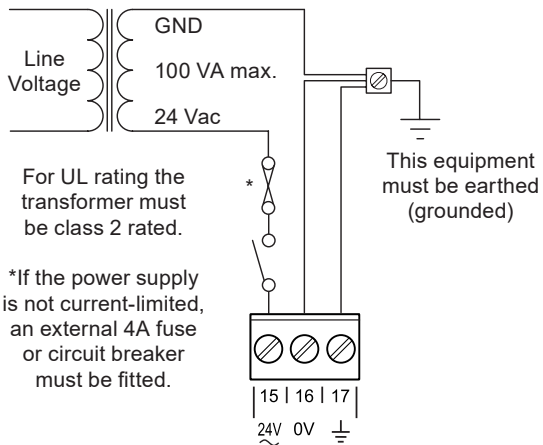 GND
Line
Voltage
100 VA max.
24 Vac
For UL rating the
transformer must
be class 2 rated.
*
This equipment
must be earthed
(grounded)
*If the power supply
is not current-limited,
an external 4A fuse
or circuit breaker
must be fitted.
15 16 17
24V 0V